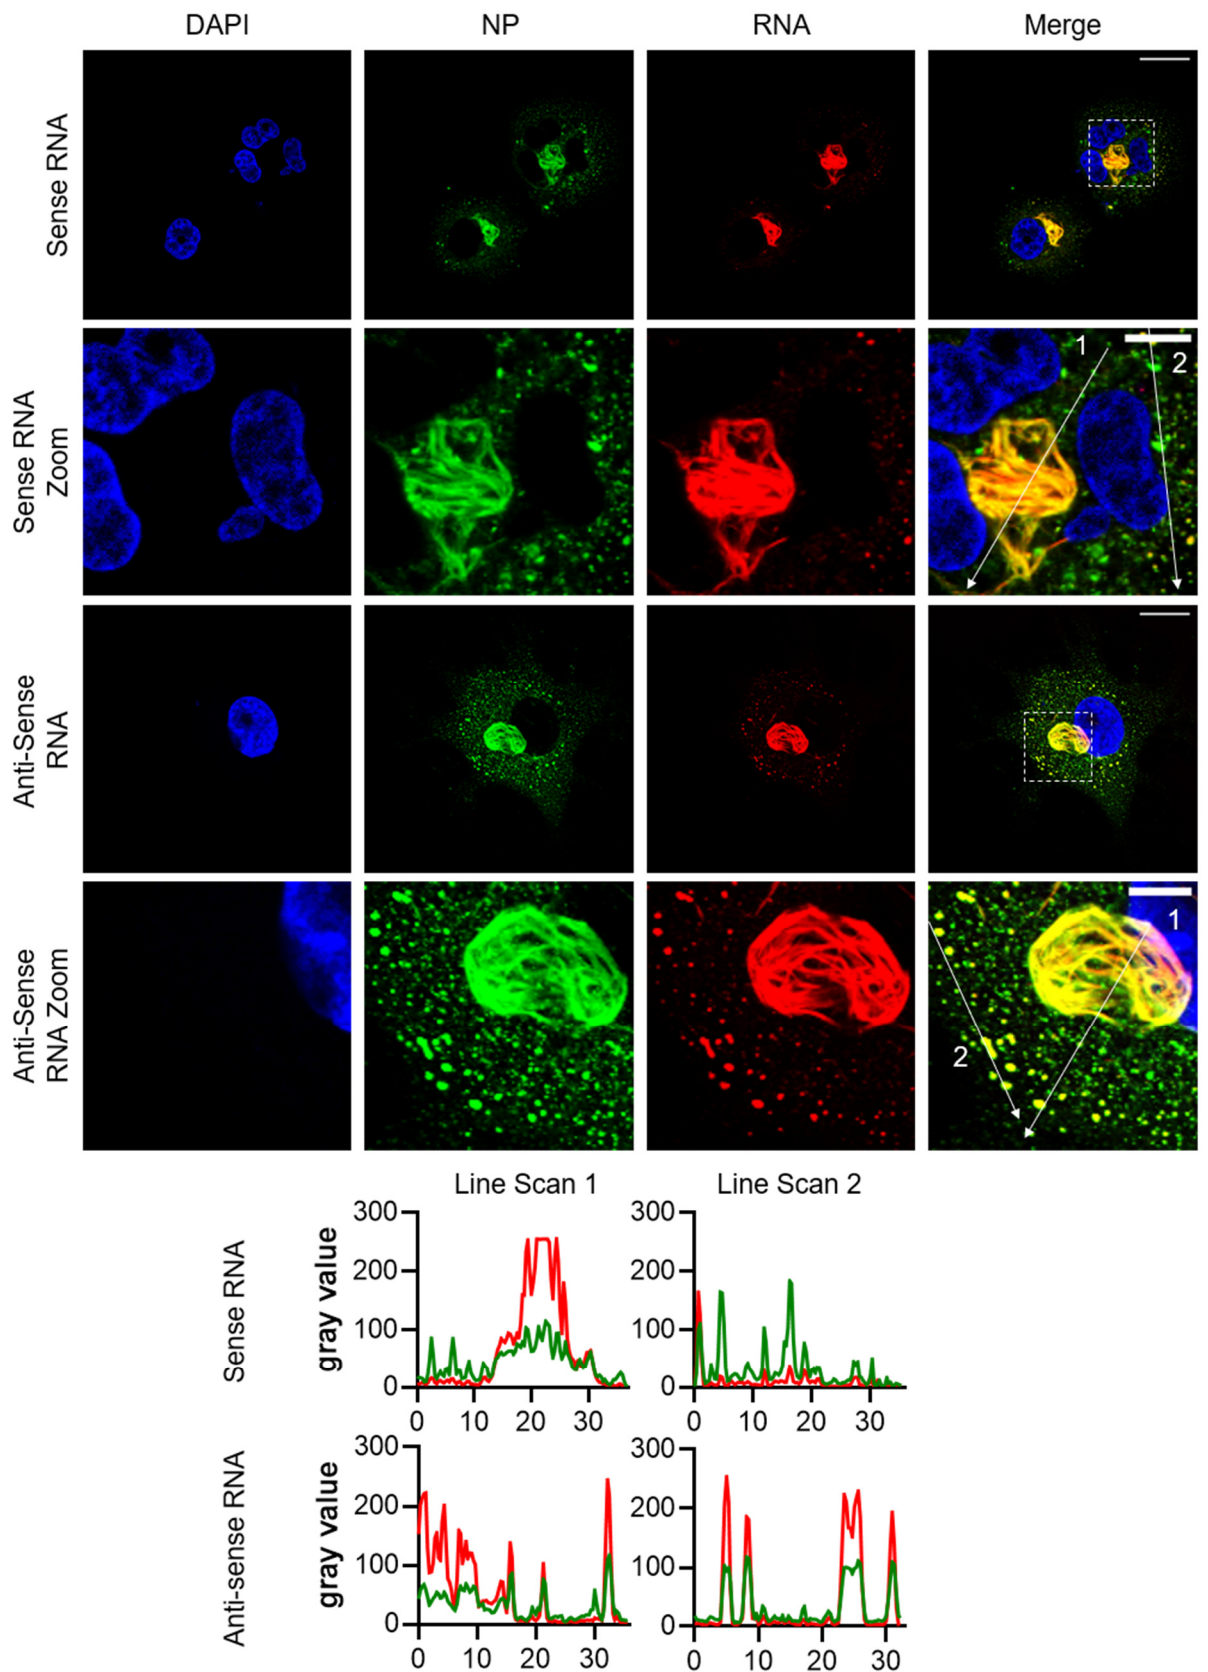 DAPI NP RNA Merge
Sense RNA
Sense RNA
Zoom
1
2
Anti-Sense
RNA
Anti-Sense
RNA Zoom
1
2
Line Scan 1 Line Scan 2
Sense RNA
gray value
300
200
100
0
0 10 20 30
300
200
100
0
0 10 20 30
Anti-sense RNA
gray value
300
200
100
0
0 10 20 30
300
200
100
0
0 10 20 30